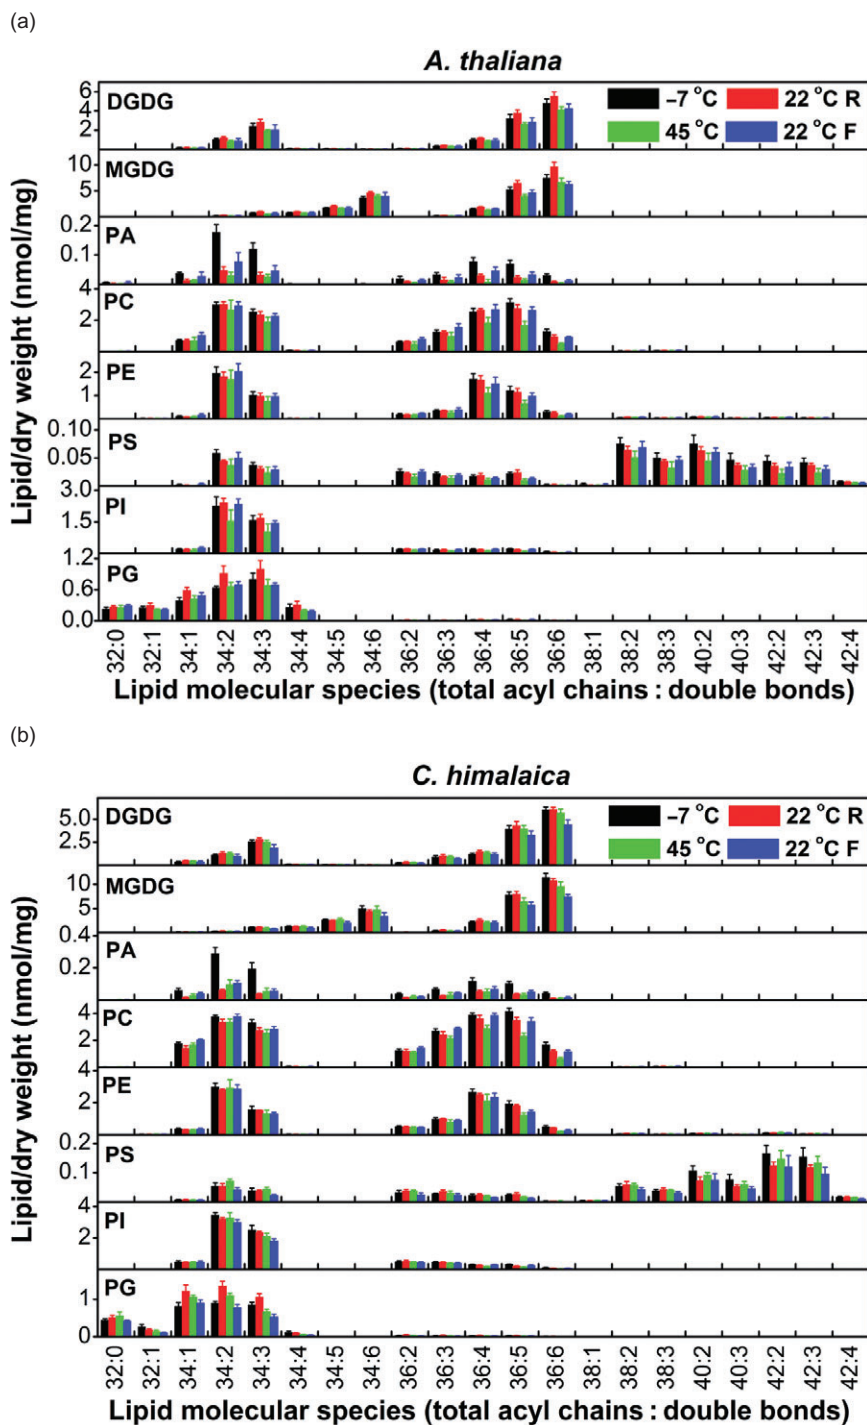 (a)
A. thaliana
−7 °C 22 °C R
45 °C 22 °C F
DGDG
6
4
2
MGDG
10
5
PA
0.2
0.1
PC
4
2
PE
2
1
PS
0.10
0.05
PI
3.0
1.5
PG
1.2
0.6
0.0
Lipid/dry weight (nmol/mg)
32:0 32:1 34:1 34:2 34:3 34:4 34:5 34:6 36:2 36:3 36:4 36:5 36:6 38:1 38:2 38:3 40:2 40:3 42:2 42:3 42:4
Lipid molecular species (total acyl chains : double bonds)
(b)
C. himalaica
−7 °C 22 °C R
45 °C 22 °C F
DGDG
5.0
2.5
MGDG
10
5
PA
0.4
0.2
PC
4
2
PE
4
2
PS
0.2
0.1
PI
4
2
PG
1
0
Lipid/dry weight (nmol/mg)
32:0 32:1 34:1 34:2 34:3 34:4 34:5 34:6 36:2 36:3 36:4 36:5 36:6 38:1 38:2 38:3 40:2 40:3 42:2 42:3 42:4
Lipid molecular species (total acyl chains : double bonds)